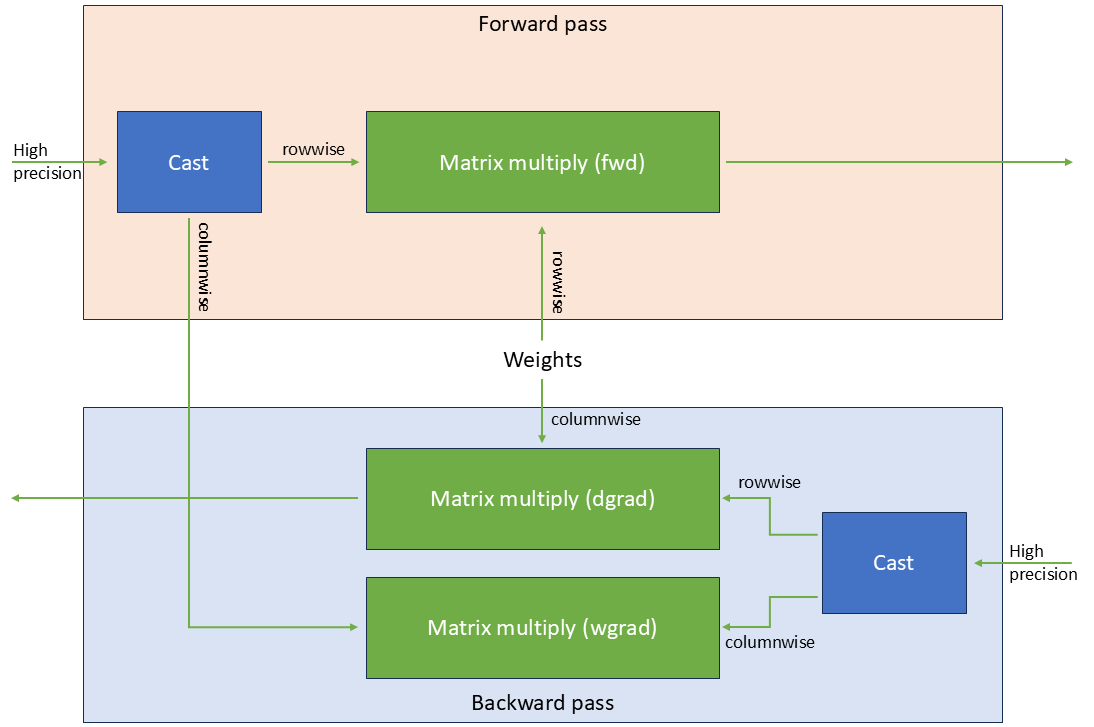 Forward pass
High
precision
Cast
rowwise
Matrix multiply (fwd)
columnwise
rowwise
Weights
columnwise
Matrix multiply (dgrad)
rowwise
Cast
High
precision
Matrix multiply (wgrad)
columnwise
Backward pass